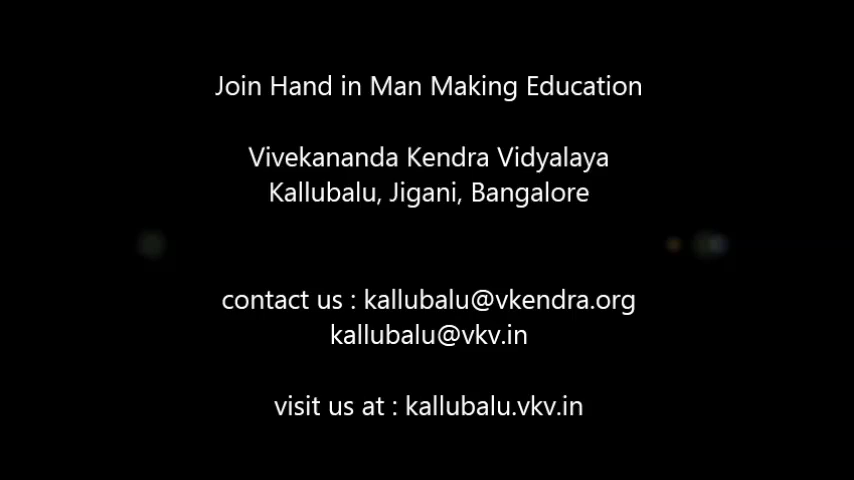 Join Hand in Man Making Education
Vivekananda Kendra Vidyalaya
Kallubalu, Jigani, Bangalore
contact us : kallubalu@vkendra.org
kallubalu@vkv.in
visit us at : kallubalu.vkv.in